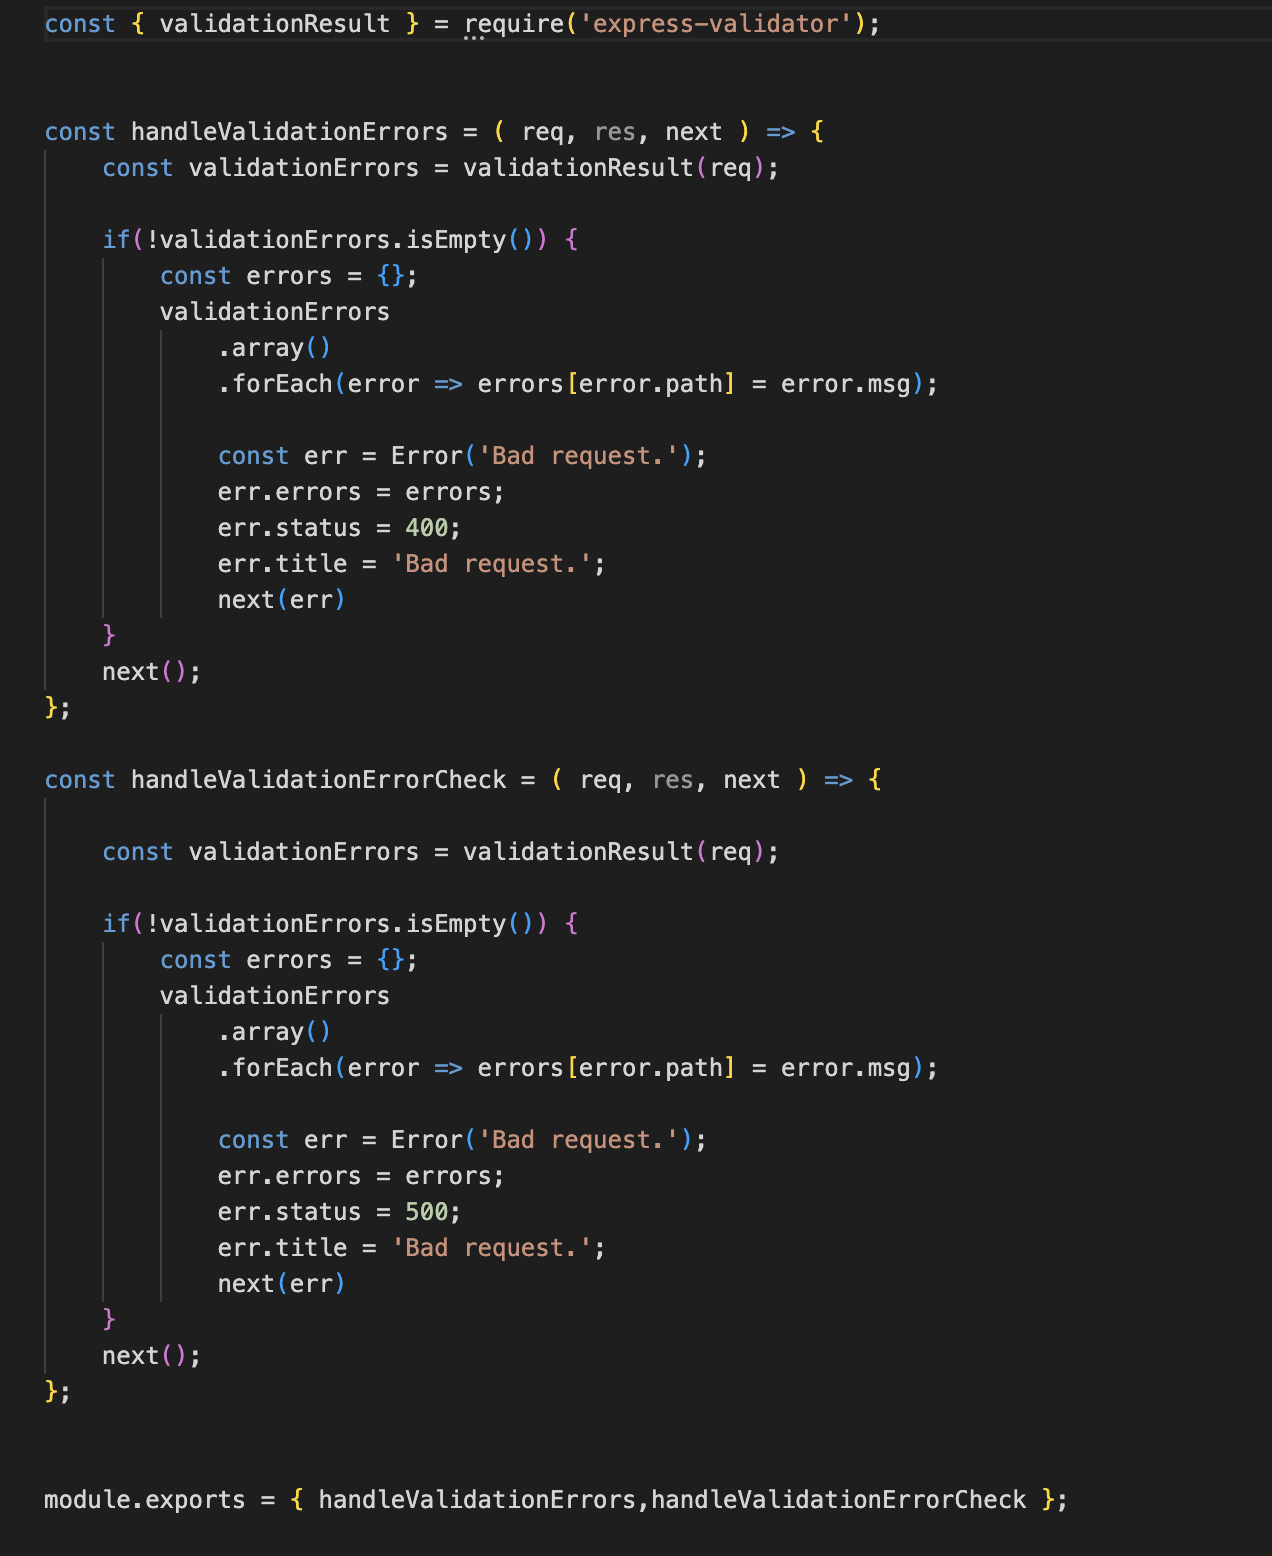 const { validationResult } = require('express-validator');
const handleValidationErrors = ( req, res, next ) => {
const validationErrors = validationResult(req);
if(!validationErrors.isEmpty()) {
const errors = {};
validationErrors
.array()
.forEach(error => errors[error.path] = error.msg);
const err = Error('Bad request.');
err.errors = errors;
err.status = 400;
err.title = 'Bad request.';
next(err)
}
next();
};
const handleValidationErrorCheck = ( req, res, next ) => {
const validationErrors = validationResult(req);
if(!validationErrors.isEmpty()) {
const errors = {};
validationErrors
.array()
.forEach(error => errors[error.path] = error.msg);
const err = Error('Bad request.');
err.errors = errors;
err.status = 500;
err.title = 'Bad request.';
next(err)
}
next();
};
module.exports = { handleValidationErrors,handleValidationErrorCheck };